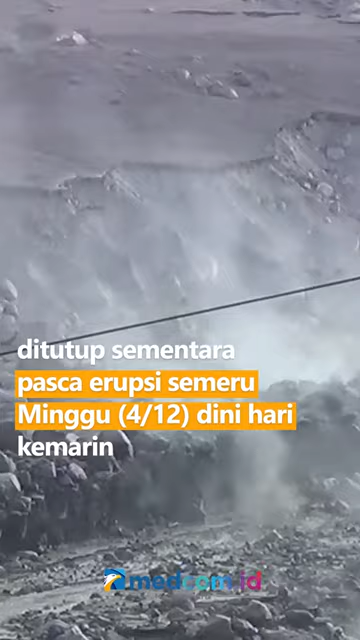 ditutup sementara
pasca erupsi semeru
Minggu (4/12) dini hari
kemarin
medcom.id